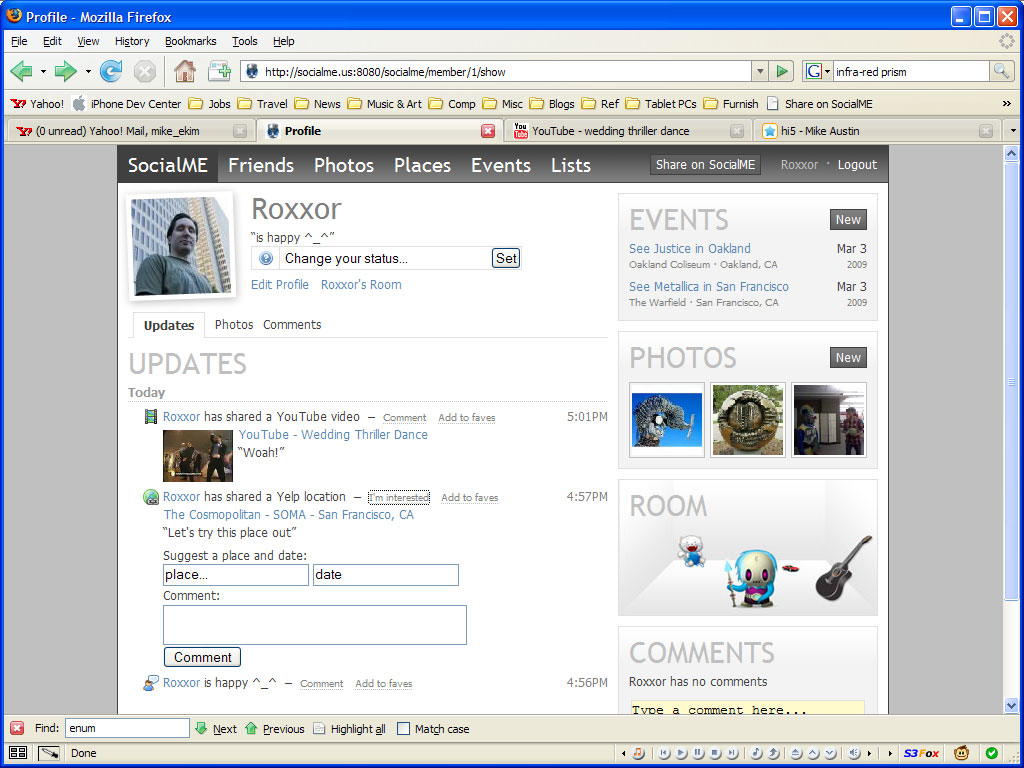 Profile - Mozilla Firefox
File Edit View History Bookmarks Tools Help
http://socialme.us:8080/socialme/member/1/show
G infra-red prism
Yahoo! iPhone Dev Center Jobs Travel News Music & Art Comp Misc Blogs Ref Tablet PCs Furnish Share on SocialME »
(0 unread) Yahoo! Mail, mike_ekim Profile You Tube YouTube - wedding thriller dance hi5 - Mike Austin
SocialME Friends Photos Places Events Lists Share on SocialME Roxxor · Logout
Roxxor
“is happy ^_^”
Change your status... Set
Edit Profile Roxxor's Room
Updates Photos Comments
UPDATES
Today
Roxxor has shared a YouTube video – Comment Add to faves 5:01PM
YouTube - Wedding Thriller Dance
“Woah!”
Roxxor has shared a Yelp location – I'm interested Add to faves 4:57PM
The Cosmopolitan - SOMA - San Francisco, CA
“Let's try this place out”
Suggest a place and date:
place... date
Comment:
Comment
Roxxor is happy ^_^ – Comment Add to faves 4:56PM
EVENTS New
See Justice in Oakland Mar 3
Oakland Coliseum · Oakland, CA 2009
See Metallica in San Francisco Mar 3
The Warfield · San Francisco, CA 2009
PHOTOS New
ROOM
COMMENTS
Roxxor has no comments
Type a comment here...
Find: enum Next Previous Highlight all Match case
Done S3Fox